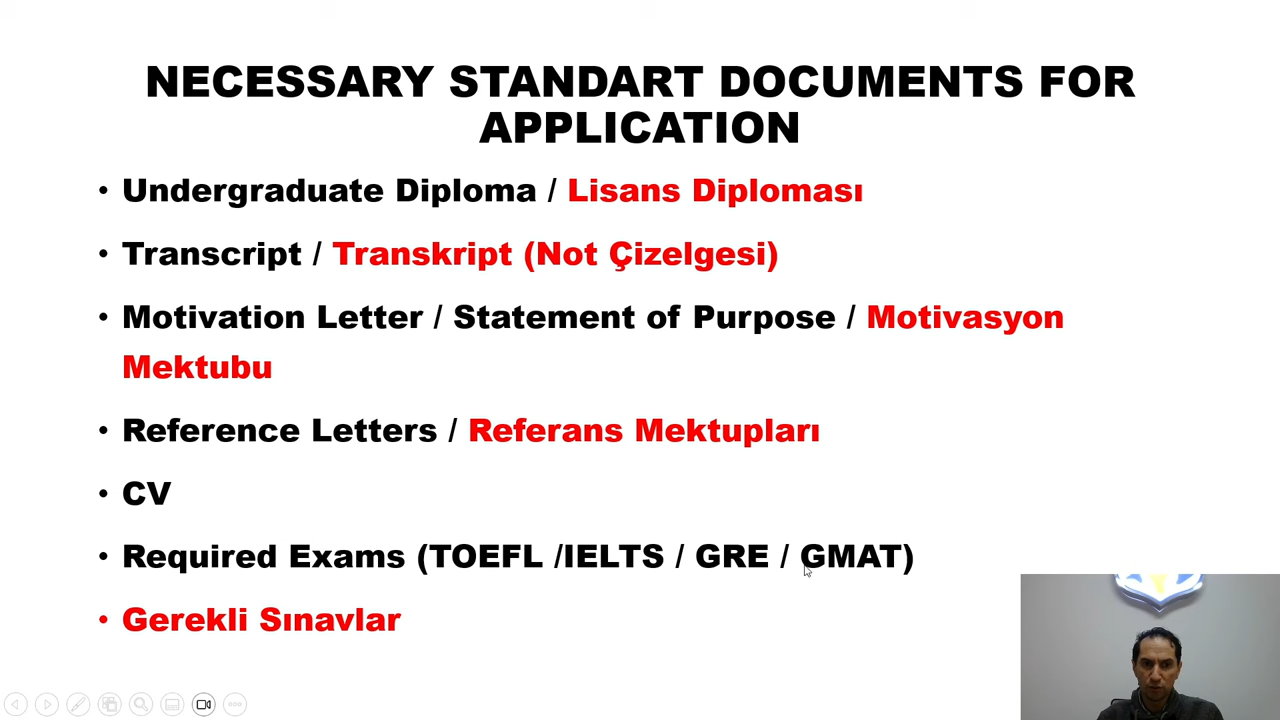 NECESSARY STANDART DOCUMENTS FOR
APPLICATION
• Undergraduate Diploma / Lisans Diploması
• Transcript / Transkript (Not Çizelgesi)
• Motivation Letter / Statement of Purpose / Motivasyon
Mektubu
• Reference Letters / Referans Mektupları
• CV
• Required Exams (TOEFL /IELTS / GRE / GMAT)
• Gerekli Sınavlar